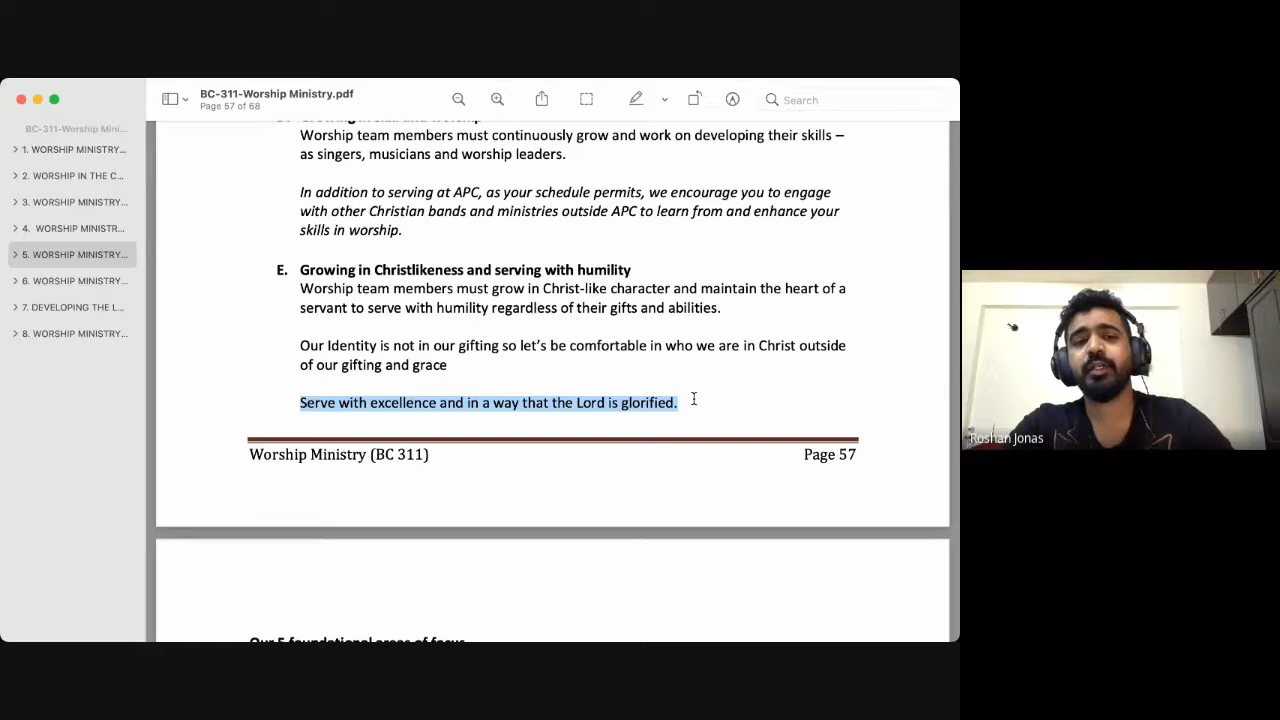 BC-311-Worship Ministry.pdf
Page 57 of 68
Search
BC-311-Worship Mini...
1. WORSHIP MINISTRY...
2. WORSHIP IN THE C...
3. WORSHIP MINISTRY...
4. WORSHIP MINISTR...
5. WORSHIP MINISTRY...
6. WORSHIP MINISTRY...
7. DEVELOPING THE L...
8. WORSHIP MINISTRY...
Worship team members must continuously grow and work on developing their skills –
as singers, musicians and worship leaders.
In addition to serving at APC, as your schedule permits, we encourage you to engage
with other Christian bands and ministries outside APC to learn from and enhance your
skills in worship.
E. Growing in Christlikeness and serving with humility
Worship team members must grow in Christ-like character and maintain the heart of a
servant to serve with humility regardless of their gifts and abilities.
Our Identity is not in our gifting so let's be comfortable in who we are in Christ outside
of our gifting and grace
Serve with excellence and in a way that the Lord is glorified.
Worship Ministry (BC 311) Page 57
Our 5 foundational areas of focus
Roshan Jonas